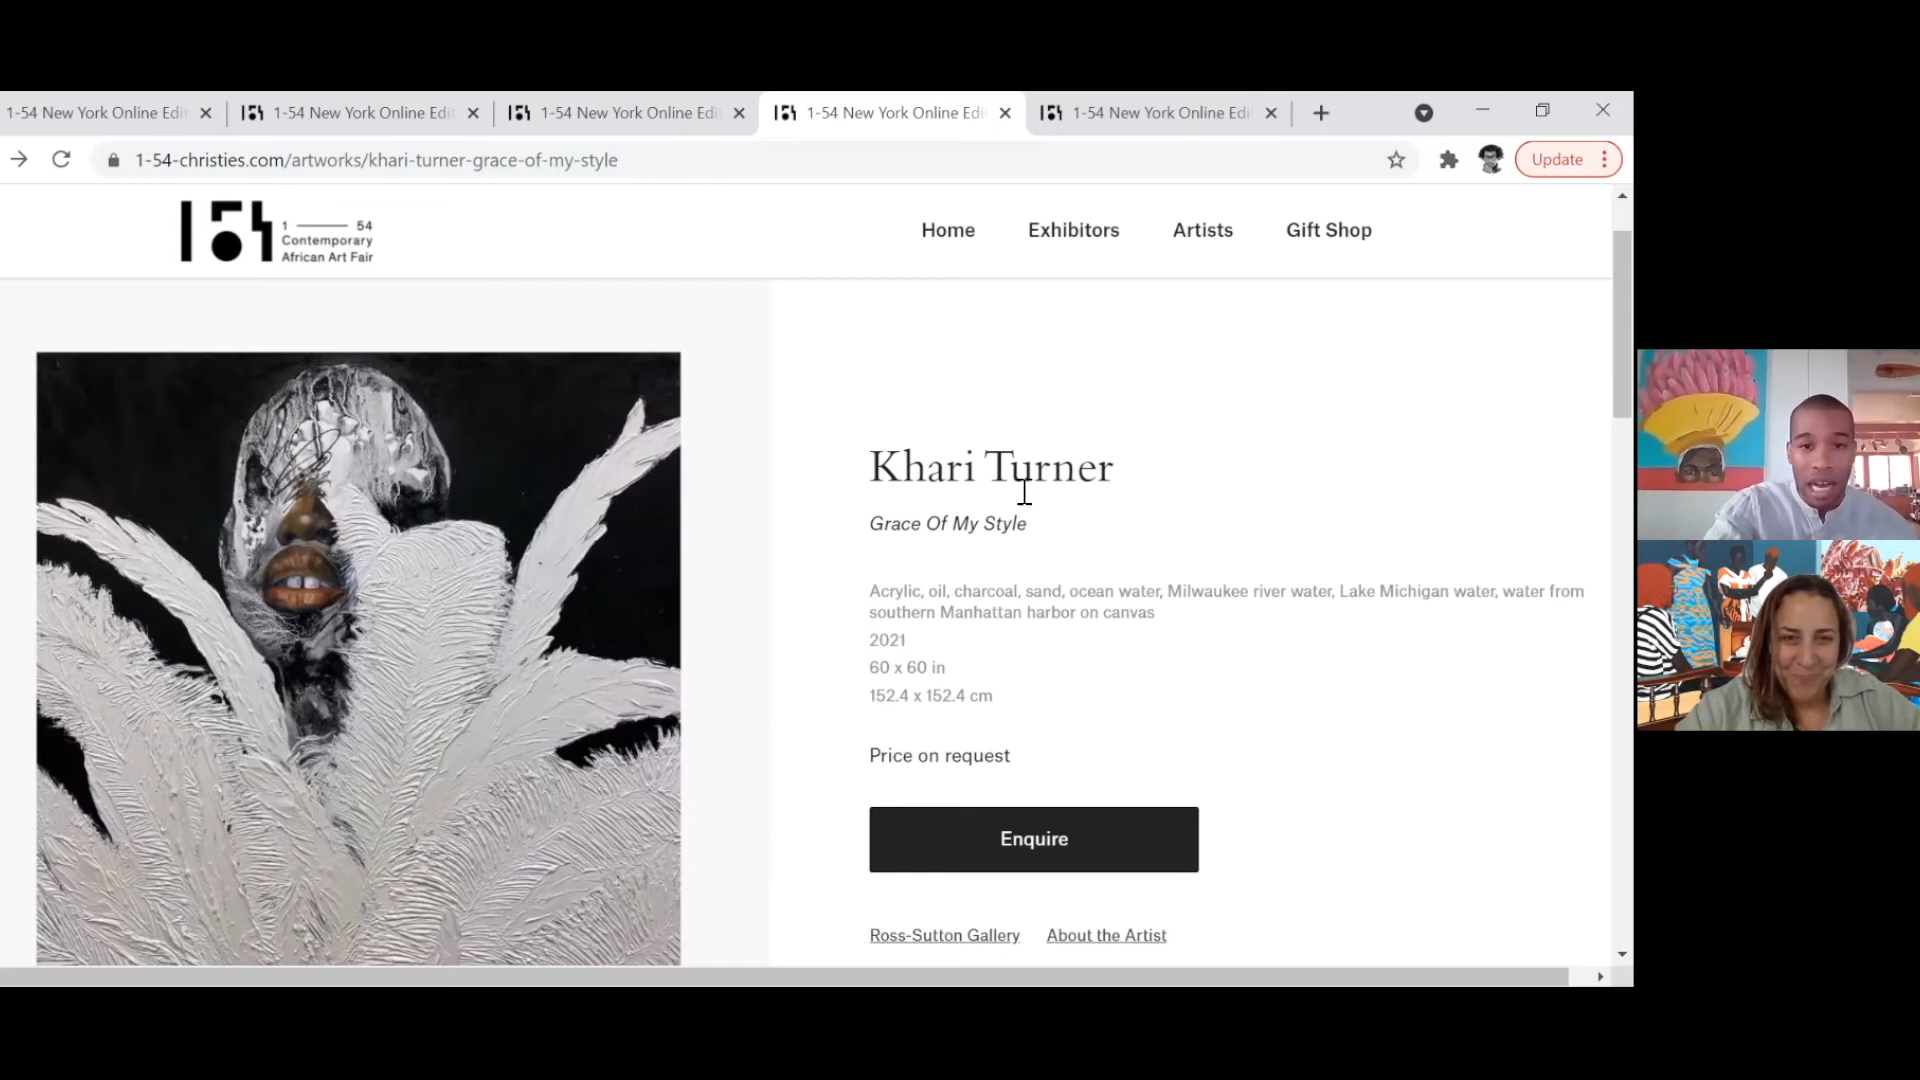 1-54 New York Online Edi
1-54 New York Online Edi
1-54 New York Online Edi
1-54 New York Online Edi
1-54 New York Online Edi
1-54-christies.com/artworks/khari-turner-grace-of-my-style
Update
1 54
Contemporary
African Art Fair
Home
Exhibitors
Artists
Gift Shop
Khari Turner
Grace Of My Style
Acrylic, oil, charcoal, sand, ocean water, Milwaukee river water, Lake Michigan water, water from
southern Manhattan harbor on canvas
2021
60 x 60 in
152.4 x 152.4 cm
Price on request
Enquire
Ross-Sutton Gallery
About the Artist